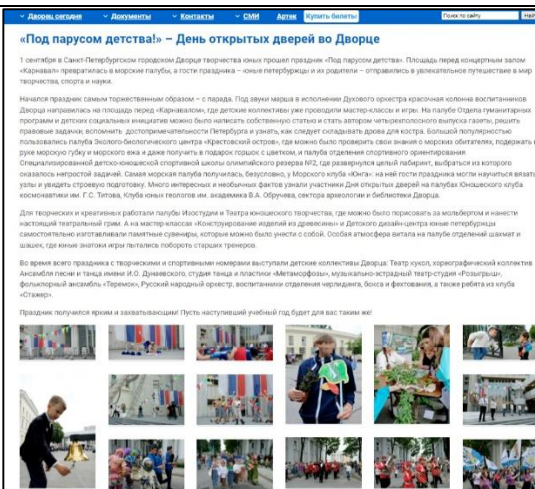 Дворец сегодня Документы Контакты СМИ Артек Купить билеты Поиск по сайту
«Под парусом детства!» – День открытых дверей во Дворце
1 сентября в Санкт-Петербургском городском Дворце творчества юных прошел праздник «Под парусом детства». Площадь перед концертным залом
«Карнавал» превратилась в морские палубы, а гости праздника – юные петербуржцы и их родители – отправились в увлекательное путешествие в мир
творчества, спорта и науки.
Начался праздник самым торжественным образом – с парада. Под звуки марша в исполнении Духового оркестра красочная колонна воспитанников
Дворца направилась на площадь перед «Карнавалом», где детские коллективы уже проводили мастер-классы и игры. На палубе Отдела гуманитарных
программ и детских социальных инициатив можно было написать собственную статью и стать автором четырехполосного выпуска газеты, решить
правовые задачки, вспомнить достопримечательности Петербурга и узнать, как следует складывать дрова для костра. Большой популярностью
пользовались палуба Эколого-биологического центра «Крестовский остров», где можно было проверить свои знания о морских обитателях, подержать в
руке морскую губку и морского ежа и даже получить в подарок горшок с цветком, и палуба отделения спортивного ориентирования
Специализированной детско-юношеской спортивной школы олимпийского резерва №2, где развернулся целый лабиринт, выбраться из которого
оказалось непростой задачей. Самая морская палуба получилась, безусловно, у Морского клуба «Юнга»: на ней гости праздника могли научиться вязать
узлы и увидеть строевую подготовку. Много интересных и необычных фактов узнали участники Дня открытых дверей на палубах Юношеского клуба
космонавтики им. Г.С. Титова, Клуба юных геологов им. академика В.А. Обручева, сектора археологии и библиотеки Дворца.
Для творческих и креативных работали палубы Изостудии и Театра юношеского творчества, где можно было порисовать за мольбертом и нанести
настоящий театральный грим. А на мастер-классах «Конструирование изделий из древесины» и Детского дизайн-центра юные петербуржцы
самостоятельно изготавливали памятные сувениры, которые можно было унести с собой. Особая атмосфера витала на палубе отделений шахмат и
шашек, где юные знатоки игры пытались побороть старших тренеров.
Во время всего праздника с творческими и спортивными номерами выступали детские коллективы Дворца: Театр кукол, хореографический коллектив
Ансамбля песни и танца имени И.О. Дунаевского, студия танца и пластики «Метаморфозы», музыкально-эстрадный театр-студия «Розыгрыш»,
фольклорный ансамбль «Теремок», Русский народный оркестр, воспитанники отделения черлидинга, бокса и фехтования, а также ребята из клуба
«Стажер».
Праздник получился ярким и захватывающим! Пусть наступивший учебный год будет для вас таким же!